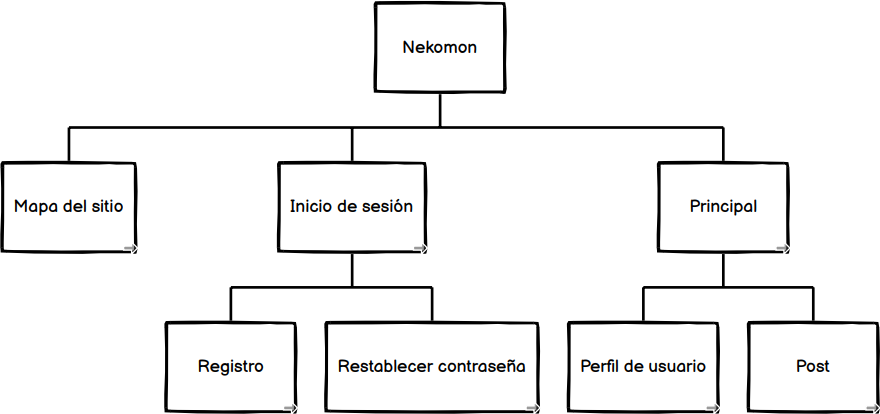 Nekomon
Mapa del sitio
Inicio de sesión
Principal
Registro
Restablecer contraseña
Perfil de usuario
Post